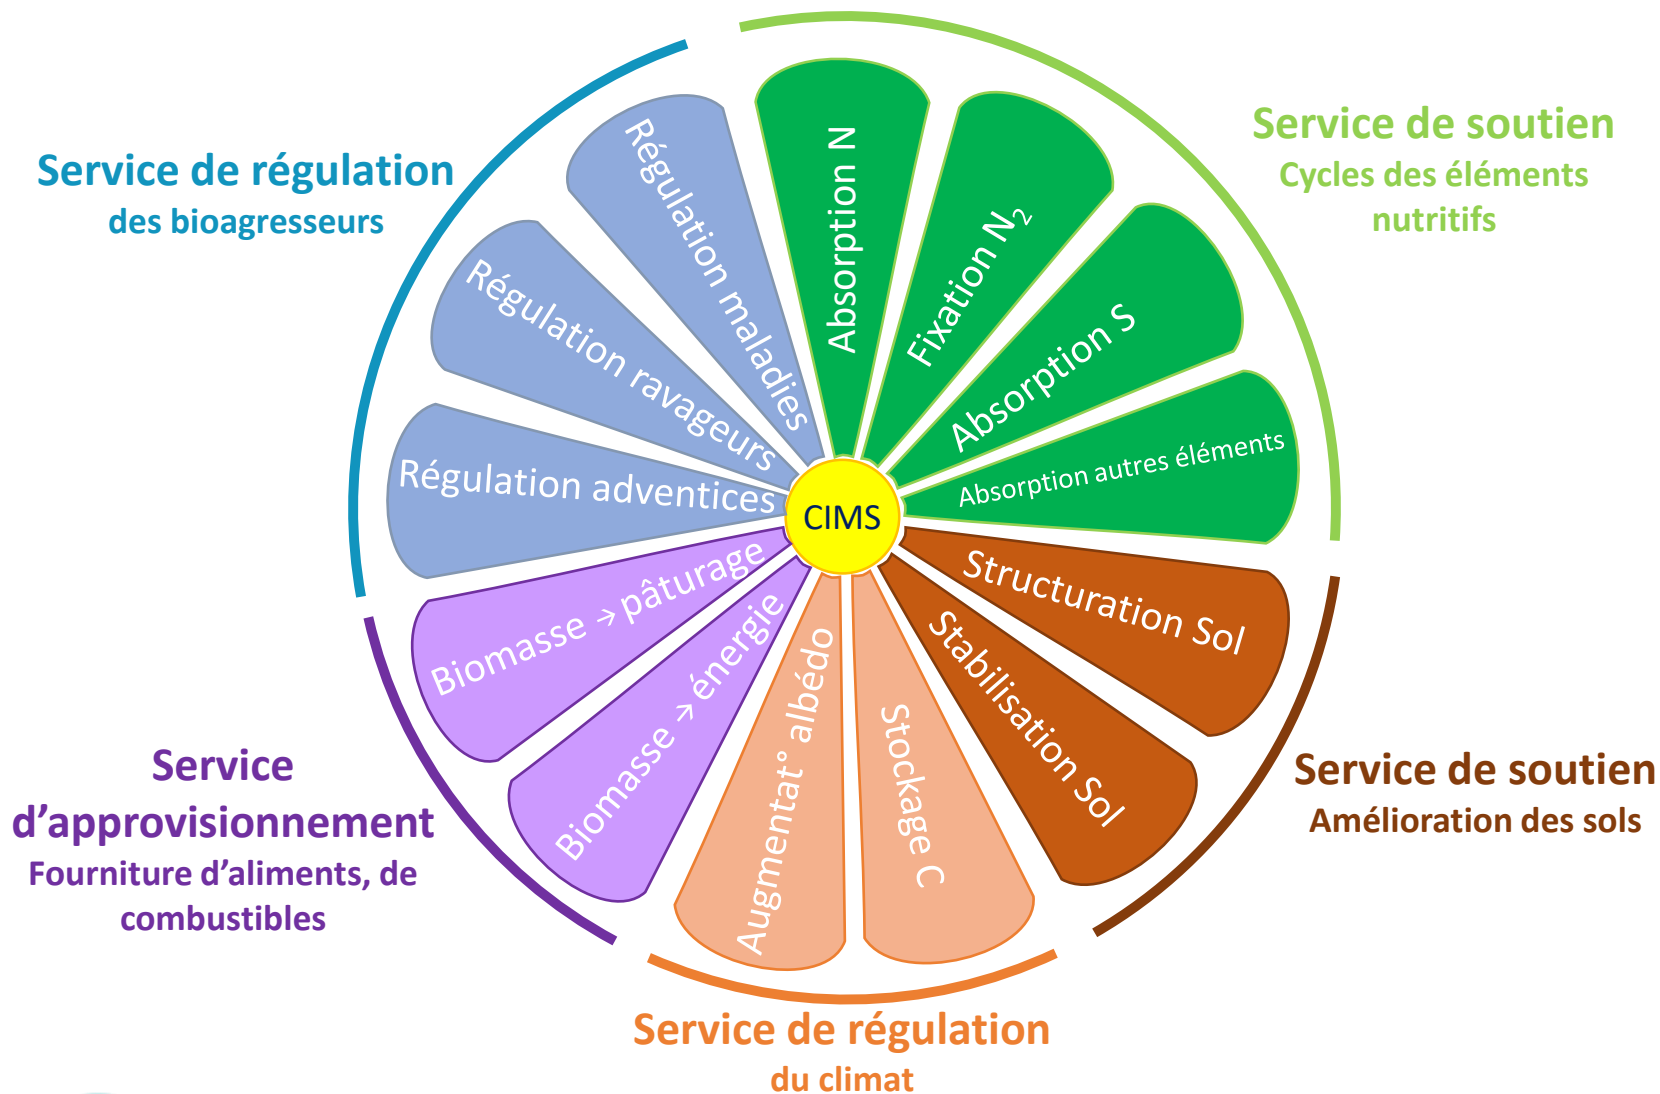 Service de régulation
des bioagresseurs
Service de soutien
Cycles des éléments
nutritifs
Régulation maladies
Régulation ravageurs
Régulation adventices
Absorption N
Fixation N₂
Absorption S
Absorption autres éléments
CIMS
Structuration Sol
Stabilisation Sol
Stockage C
Augmentat° albédo
Biomasse → énergie
Biomasse → pâturage
Service
d’approvisionnement
Fourniture d’aliments, de
combustibles
Service de soutien
Amélioration des sols
Service de régulation
du climat